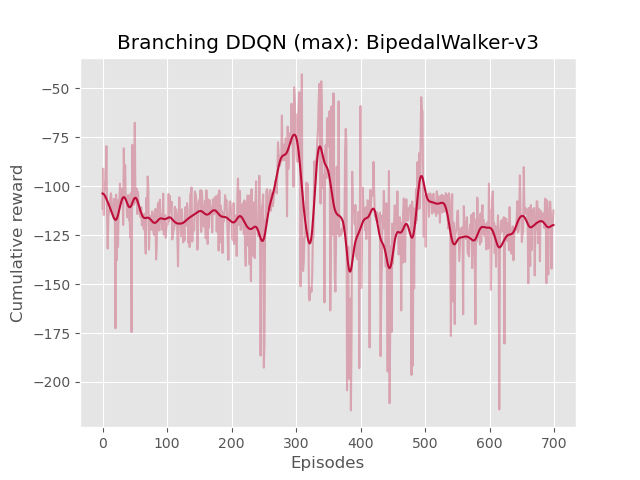 Branching DDQN (max): BipedalWalker-v3
Cumulative reward
−50
−75
−100
−125
−150
−175
−200
0 100 200 300 400 500 600 700
Episodes